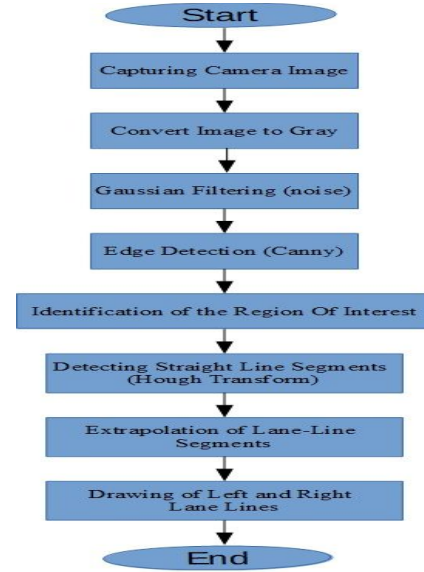 Start
Capturing Camera Image
Convert Image to Gray
Gaussian Filtering (noise)
Edge Detection (Canny)
Identification of the Region Of Interest
Detecting Straight Line Segments
(Hough Transform)
Extrapolation of Lane-Line
Segments
Drawing of Left and Right
Lane Lines
End